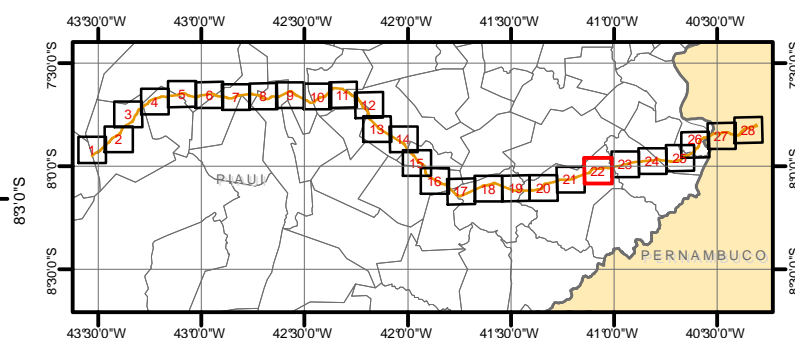 43°30'0"W 43°0'0"W 42°30'0"W 42°0'0"W 41°30'0"W 41°0'0"W 40°30'0"W
7°30'0"S 7°30'0"S
1 2 3 4 5 6 7 8 9 10 11 12 13 14 15 16 17 18 19 20 21 22 23 24 25 26 27 28
8°0'0"S 8°0'0"S
8°3'0"S
PIAUÍ
PERNAMBUCO
8°30'0"S 8°30'0"S
43°30'0"W 43°0'0"W 42°30'0"W 42°0'0"W 41°30'0"W 41°0'0"W 40°30'0"W